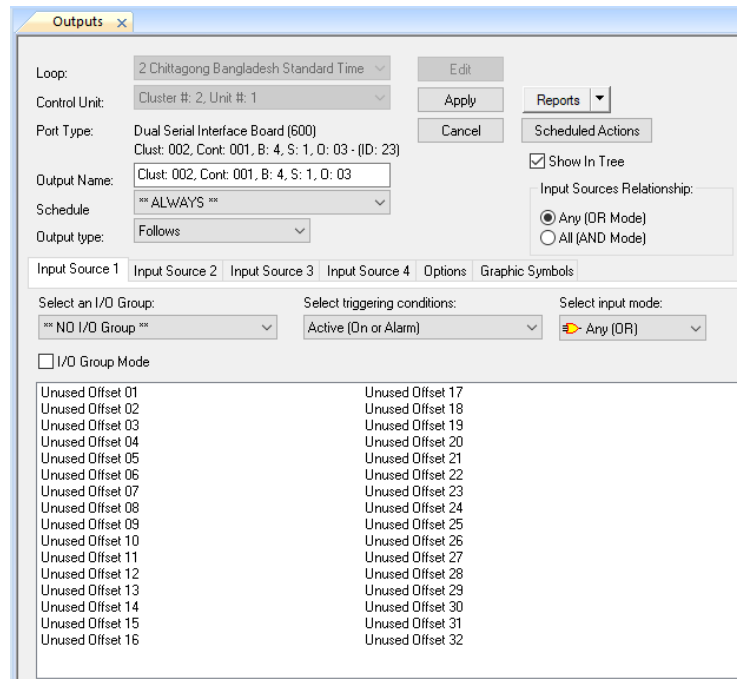 Outputs
Loop: 2 Chittagong Bangladesh Standard Time Edit
Control Unit: Cluster #: 2, Unit #: 1 Apply Reports
Port Type: Dual Serial Interface Board (600) Cancel Scheduled Actions
Clust: 002, Cont: 001, B: 4, S: 1, O: 03 - (ID: 23)
Show In Tree
Output Name: Clust: 002, Cont: 001, B: 4, S: 1, O: 03
Input Sources Relationship:
Schedule ** ALWAYS **
Any (OR Mode)
Output type: Follows
All (AND Mode)
Input Source 1 Input Source 2 Input Source 3 Input Source 4 Options Graphic Symbols
Select an I/O Group: Select triggering conditions: Select input mode:
** NO I/O Group ** Active (On or Alarm) Any (OR)
I/O Group Mode
Unused Offset 01 Unused Offset 17
Unused Offset 02 Unused Offset 18
Unused Offset 03 Unused Offset 19
Unused Offset 04 Unused Offset 20
Unused Offset 05 Unused Offset 21
Unused Offset 06 Unused Offset 22
Unused Offset 07 Unused Offset 23
Unused Offset 08 Unused Offset 24
Unused Offset 09 Unused Offset 25
Unused Offset 10 Unused Offset 26
Unused Offset 11 Unused Offset 27
Unused Offset 12 Unused Offset 28
Unused Offset 13 Unused Offset 29
Unused Offset 14 Unused Offset 30
Unused Offset 15 Unused Offset 31
Unused Offset 16 Unused Offset 32